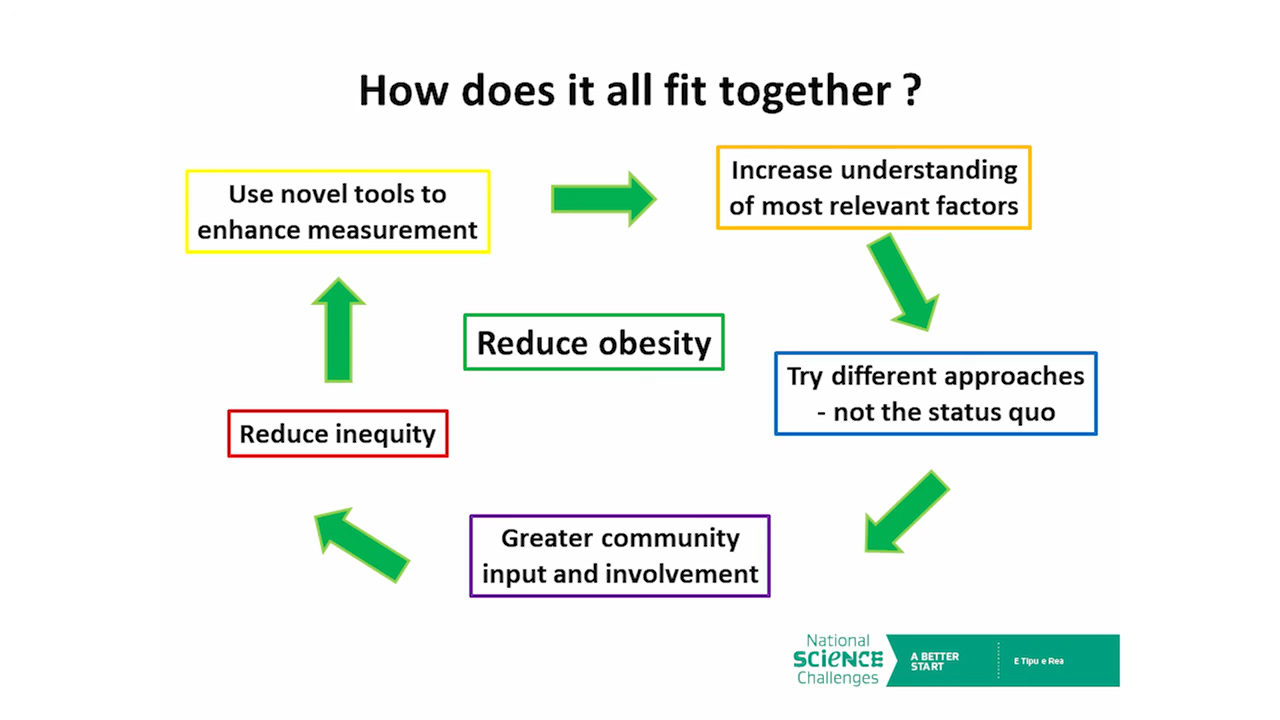 How does it all fit together ?
Use novel tools to
enhance measurement
Increase understanding
of most relevant factors
Reduce obesity
Try different approaches
- not the status quo
Reduce inequity
Greater community
input and involvement
National
SCiENCE
Challenges
A BETTER
START
E Tipu e Rea